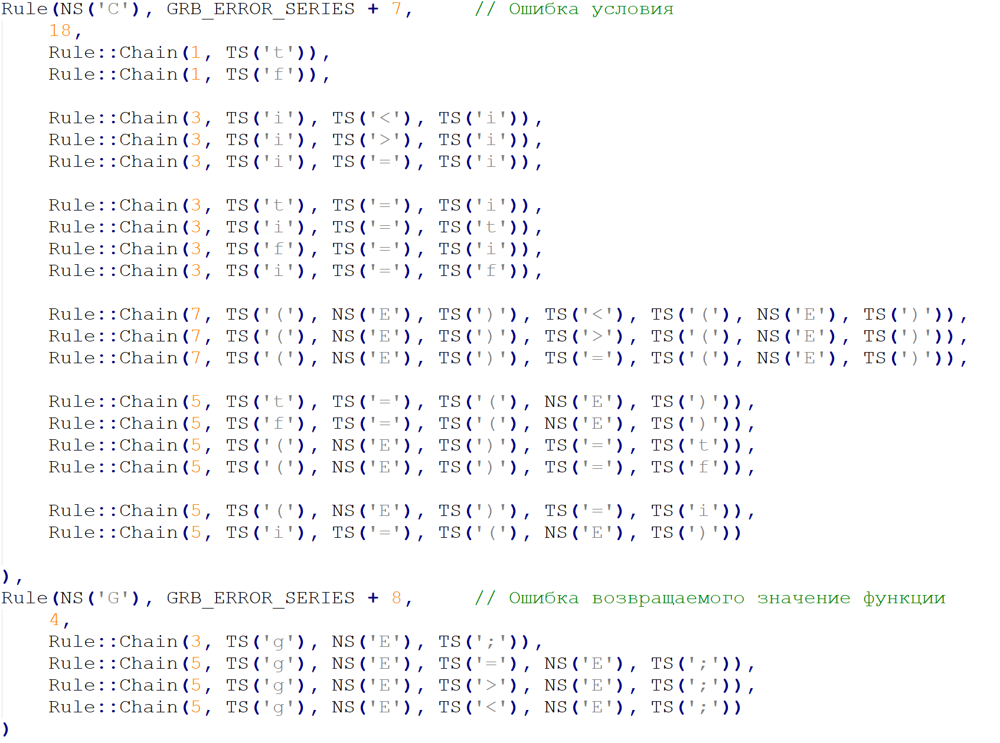 Rule(NS('C'), GRB_ERROR_SERIES + 7,     // Ошибка условия
    18,
    Rule::Chain(1, TS('t')),
    Rule::Chain(1, TS('f')),
    Rule::Chain(3, TS('i'), TS('<'), TS('i')),
    Rule::Chain(3, TS('i'), TS('>'), TS('i')),
    Rule::Chain(3, TS('i'), TS('='), TS('i')),
    Rule::Chain(3, TS('t'), TS('='), TS('i')),
    Rule::Chain(3, TS('i'), TS('='), TS('t')),
    Rule::Chain(3, TS('f'), TS('='), TS('i')),
    Rule::Chain(3, TS('i'), TS('='), TS('f')),
    Rule::Chain(7, TS('('), NS('E'), TS(')'), TS('<'), TS('('), NS('E'), TS(')')),
    Rule::Chain(7, TS('('), NS('E'), TS(')'), TS('>'), TS('('), NS('E'), TS(')')),
    Rule::Chain(7, TS('('), NS('E'), TS(')'), TS('='), TS('('), NS('E'), TS(')')),
    Rule::Chain(5, TS('t'), TS('='), TS('('), NS('E'), TS(')')),
    Rule::Chain(5, TS('f'), TS('='), TS('('), NS('E'), TS(')')),
    Rule::Chain(5, TS('('), NS('E'), TS(')'), TS('='), TS('t')),
    Rule::Chain(5, TS('('), NS('E'), TS(')'), TS('='), TS('f')),
    Rule::Chain(5, TS('('), NS('E'), TS(')'), TS('='), TS('i')),
    Rule::Chain(5, TS('i'), TS('='), TS('('), NS('E'), TS(')'))
),
Rule(NS('G'), GRB_ERROR_SERIES + 8,     // Ошибка возвращаемого значение функции
    4,
    Rule::Chain(3, TS('g'), NS('E'), TS(';')),
    Rule::Chain(5, TS('g'), NS('E'), TS('='), NS('E'), TS(';')),
    Rule::Chain(5, TS('g'), NS('E'), TS('>'), NS('E'), TS(';')),
    Rule::Chain(5, TS('g'), NS('E'), TS('<'), NS('E'), TS(';'))
)